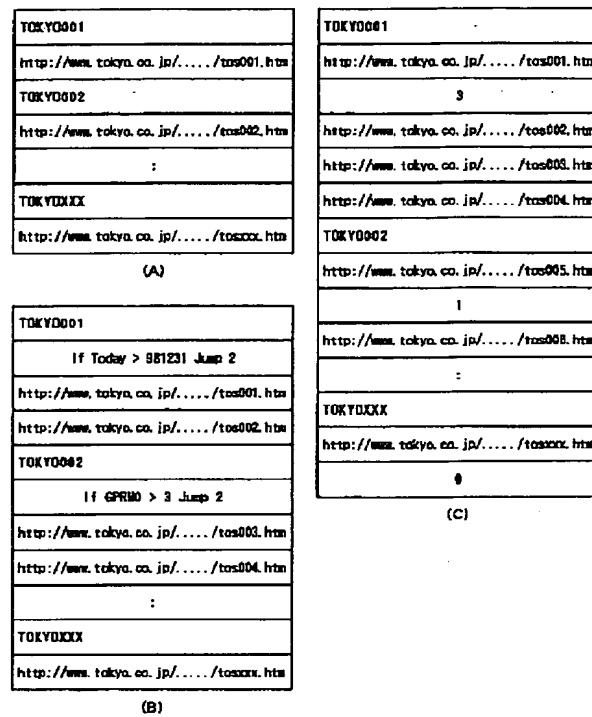 TOKYO001
http://www.tokyo.co.jp/...../tos001.htm
TOKYO002
http://www.tokyo.co.jp/...../tos002.htm
:
TOKYOXXX
http://www.tokyo.co.jp/...../tosxxx.htm
(A)
TOKYO001
If Today > 981231 Jump 2
http://www.tokyo.co.jp/...../tos001.htm
http://www.tokyo.co.jp/...../tos002.htm
TOKYO002
If GPRM0 > 3 Jump 2
http://www.tokyo.co.jp/...../tos003.htm
http://www.tokyo.co.jp/...../tos004.htm
:
TOKYOXXX
http://www.tokyo.co.jp/...../tosxxx.htm
(B)
TOKYO001
http://www.tokyo.co.jp/...../tos001.htm
3
http://www.tokyo.co.jp/...../tos002.htm
http://www.tokyo.co.jp/...../tos003.htm
http://www.tokyo.co.jp/...../tos004.htm
TOKYO002
http://www.tokyo.co.jp/...../tos005.htm
1
http://www.tokyo.co.jp/...../tos006.htm
:
TOKYOXXX
http://www.tokyo.co.jp/...../tosxxx.htm
0
(C)